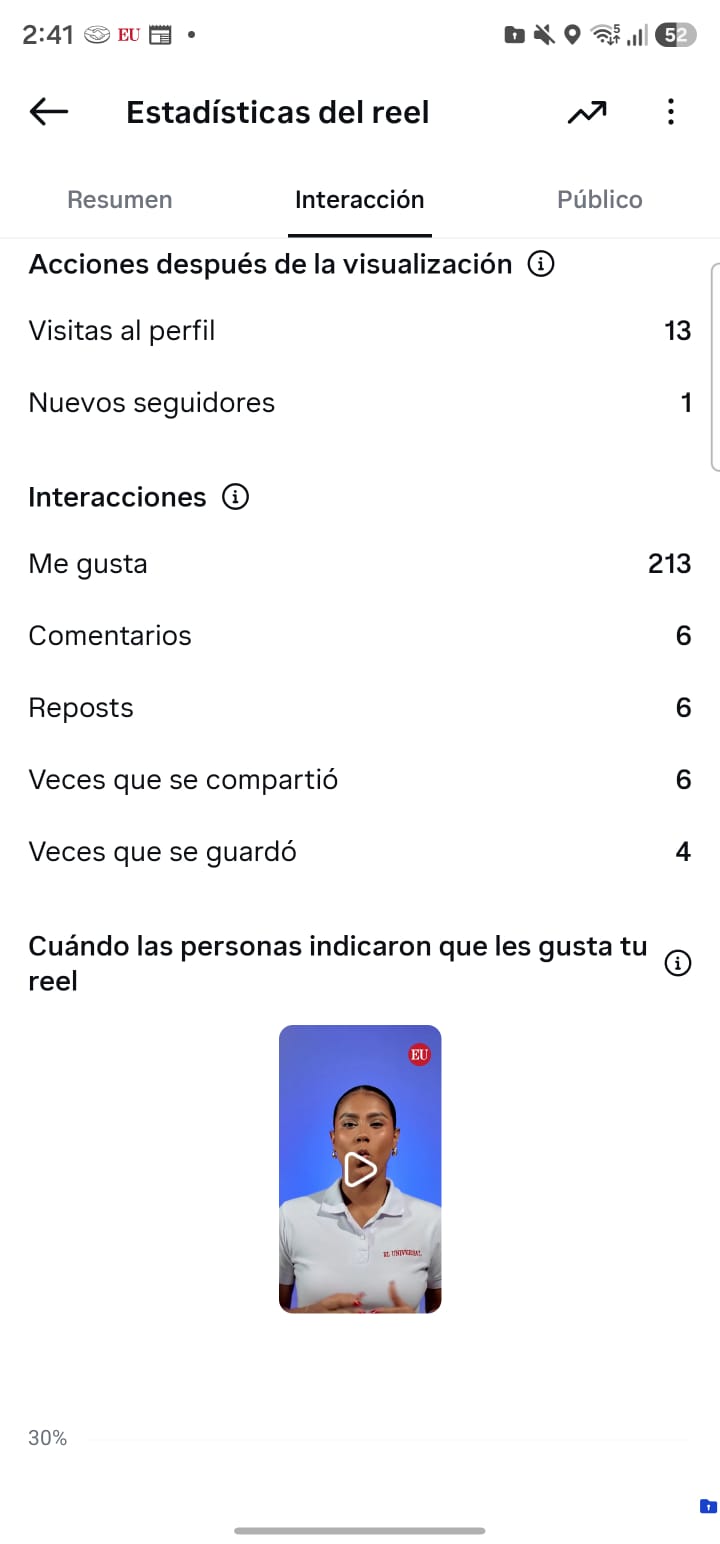 2:41 EU
5 52
Estadísticas del reel
Resumen Interacción Público
Acciones después de la visualización
Visitas al perfil 13
Nuevos seguidores 1
Interacciones
Me gusta 213
Comentarios 6
Reposts 6
Veces que se compartió 6
Veces que se guardó 4
Cuándo las personas indicaron que les gusta tu
reel
EU
EL UNIVERSAL
30%